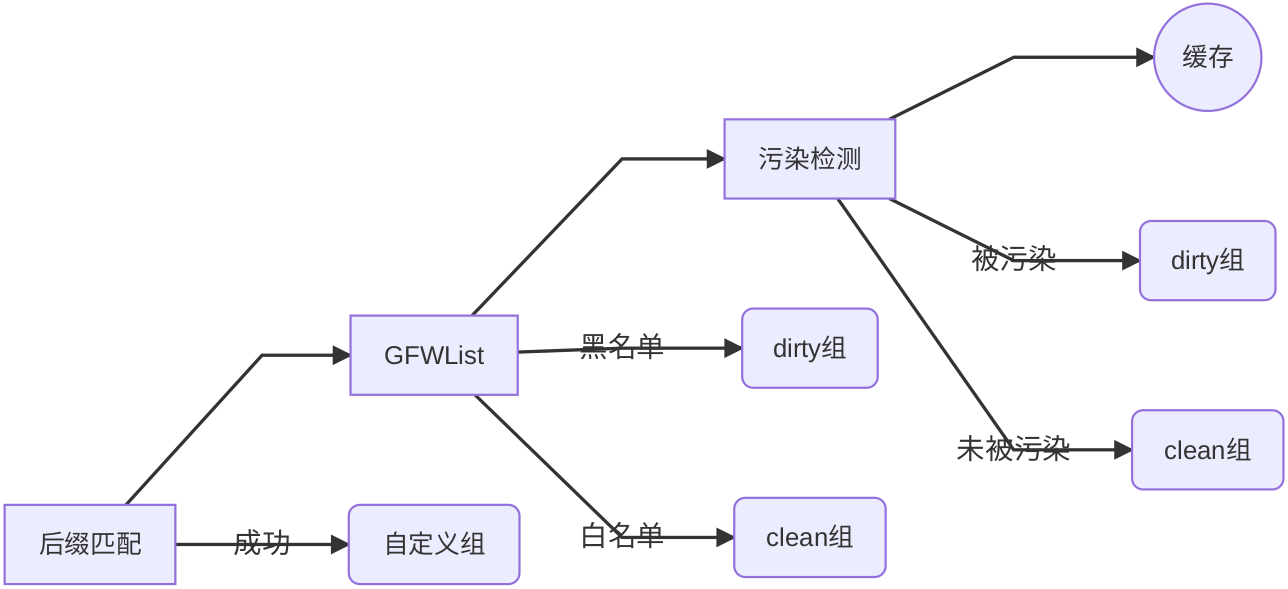 缓存
污染检测
被污染
dirty组
GFWList
黑名单
dirty组
未被污染
clean组
后缀匹配
成功
自定义组
白名单
clean组